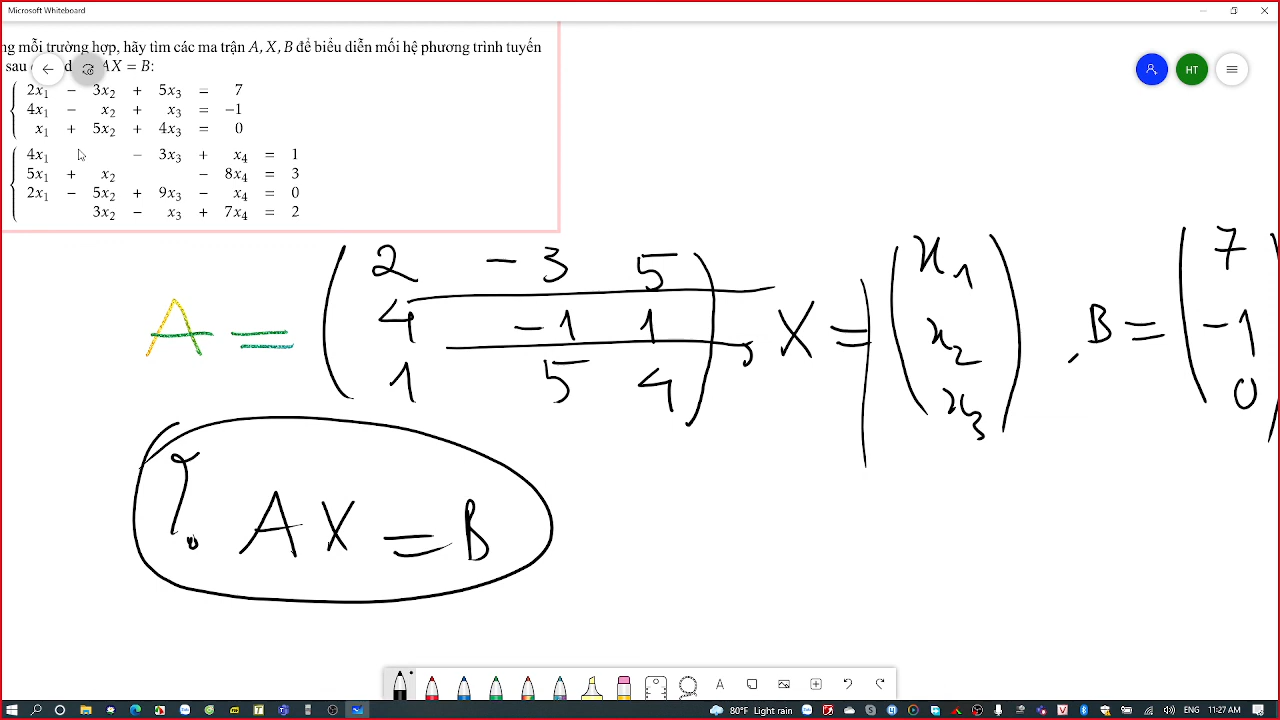 Microsoft Whiteboard
ng mỗi trường hợp, hãy tìm các ma trận A, X, B để biểu diễn mối hệ phương trình tuyến
sau AX = B:
2x₁ − 3x₂ + 5x₃ = 7
4x₁ − x₂ + x₃ = −1
x₁ + 5x₂ + 4x₃ = 0
4x₁ − 3x₃ + x₄ = 1
5x₁ + x₂ − 8x₄ = 3
2x₁ − 5x₂ + 9x₃ − x₄ = 0
3x₂ − x₃ + 7x₄ = 2
HT
A = ( 2 −3 5
4 −1 1
1 5 4 ) , X = ( x₁
x₂
x₃ ) , B = ( 7
−1
0
? AX = B
80°F Light rain
11:27 AM